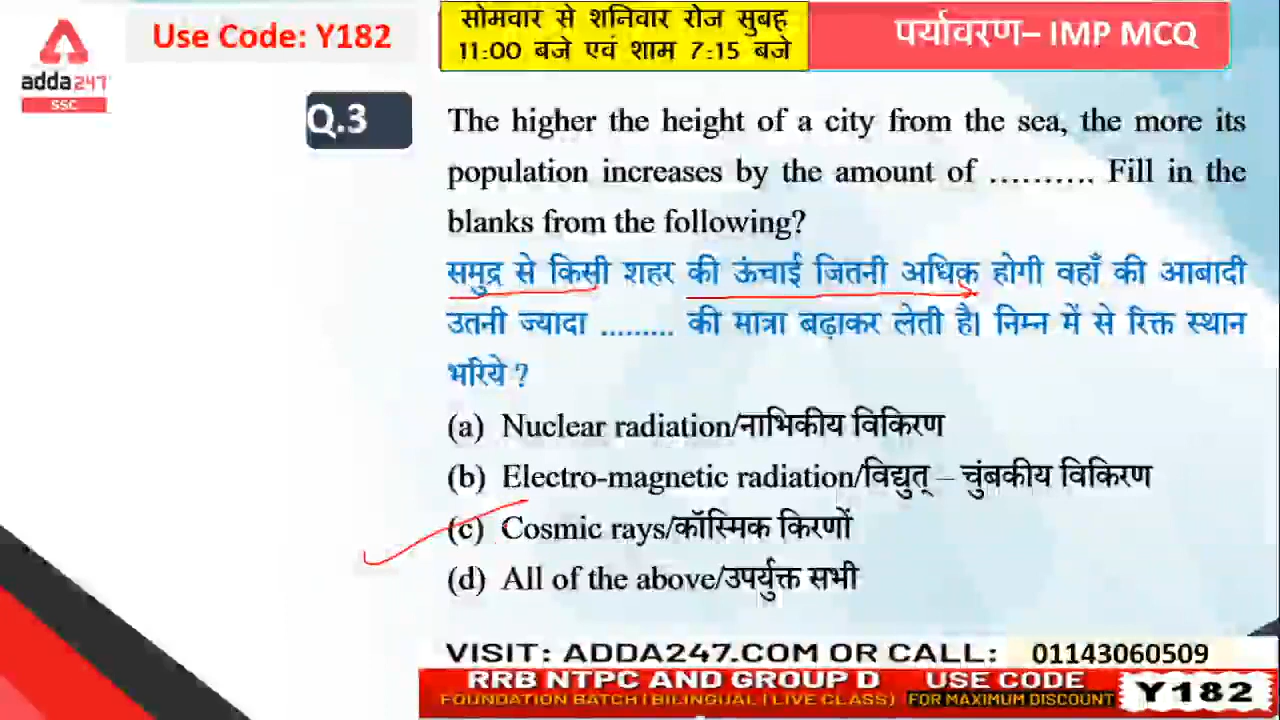 adda247
SSC
Use Code: Y182
सोमवार से शनिवार रोज सुबह
11:00 बजे एवं शाम 7:15 बजे
पर्यावरण– IMP MCQ
Q.3
The higher the height of a city from the sea, the more its
population increases by the amount of ………. Fill in the
blanks from the following?
समुद्र से किसी शहर की ऊंचाई जितनी अधिक होगी वहाँ की आबादी
उतनी ज्यादा ......... की मात्रा बढ़ाकर लेती है। निम्न में से रिक्त स्थान
भरिये ?
(a) Nuclear radiation/नाभिकीय विकिरण
(b) Electro-magnetic radiation/विद्युत् – चुंबकीय विकिरण
(c) Cosmic rays/कॉस्मिक किरणों
(d) All of the above/उपर्युक्त सभी
VISIT: ADDA247.COM OR CALL: 01143060509
RRB NTPC AND GROUP D
FOUNDATION BATCH | BILINGUAL | LIVE CLASS)
USE CODE
FOR MAXIMUM DISCOUNT
Y182